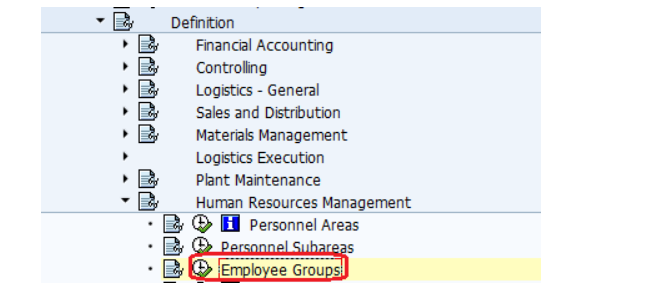 Definition
Financial Accounting
Controlling
Logistics - General
Sales and Distribution
Materials Management
Logistics Execution
Plant Maintenance
Human Resources Management
Personnel Areas
Personnel Subareas
Employee Groups